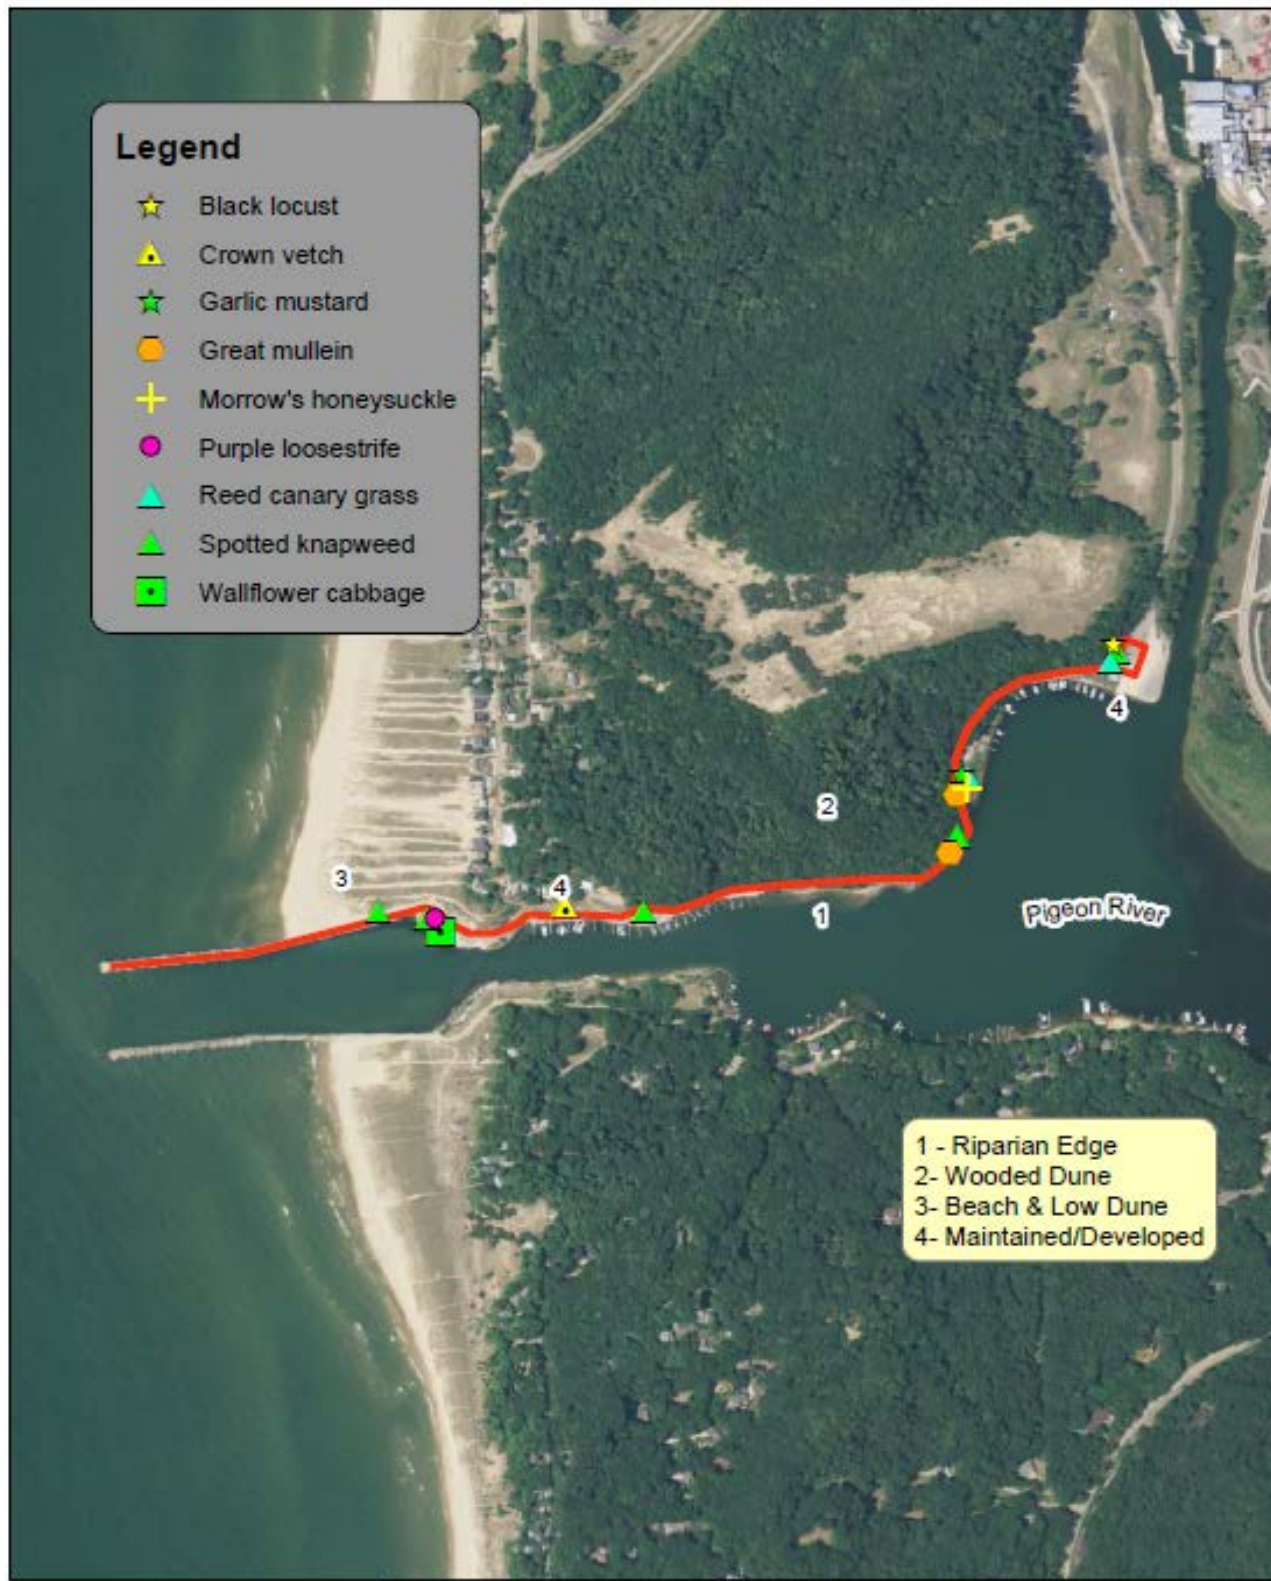 Legend
Black locust
Crown vetch
Garlic mustard
Great mullein
Morrow's honeysuckle
Purple loosestrife
Reed canary grass
Spotted knapweed
Wallflower cabbage
4
2
3
4
1
Pigeon River
1 - Riparian Edge
2- Wooded Dune
3- Beach & Low Dune
4- Maintained/Developed